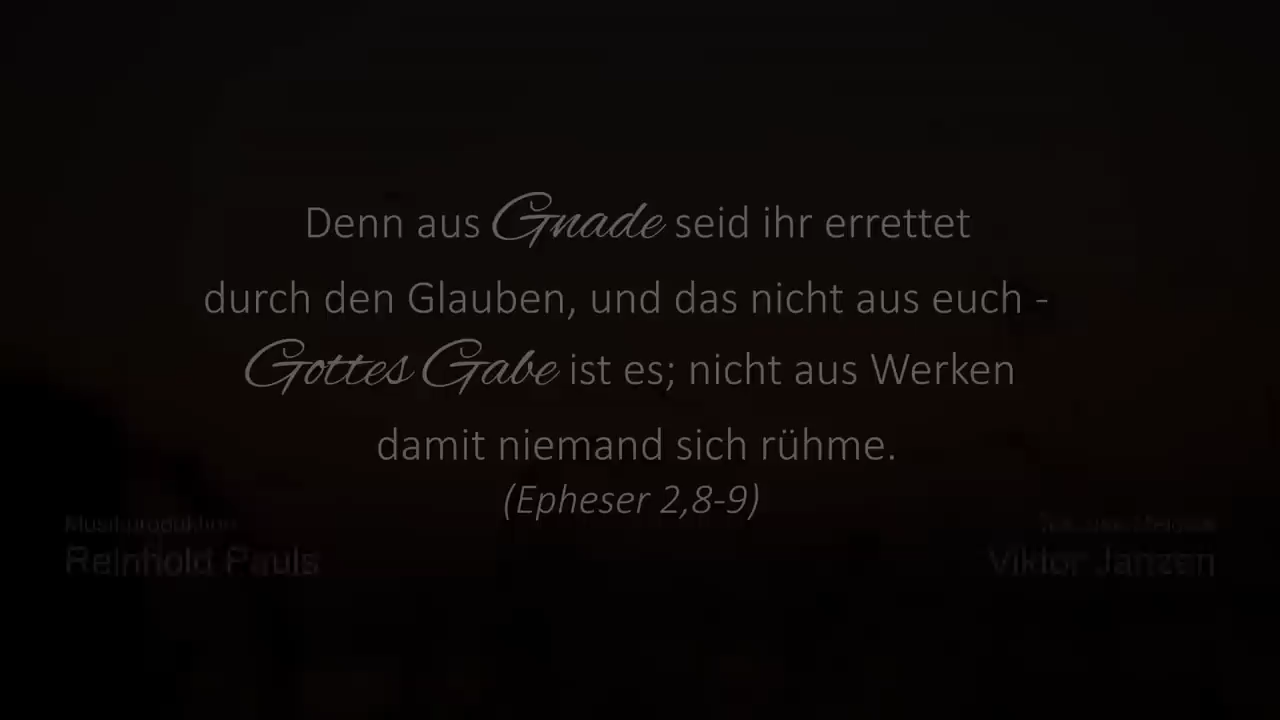 Denn aus Gnade seid ihr errettet
durch den Glauben, und das nicht aus euch -
Gottes Gabe ist es; nicht aus Werken
damit niemand sich rühme.
(Epheser 2,8-9)
Musikproduktion
Reinhold Pauls
Viktor Janzen